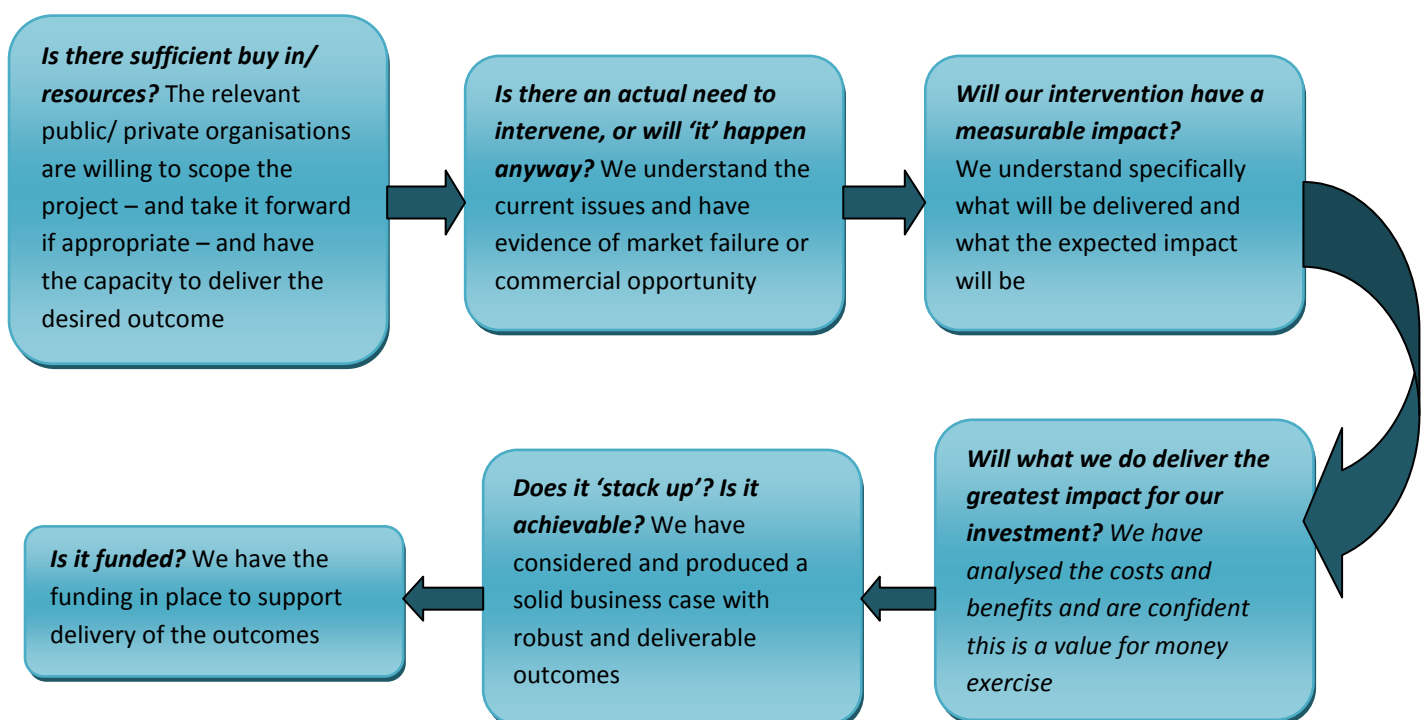 Is there sufficient buy in/
resources? The relevant
public/ private organisations
are willing to scope the
project – and take it forward
if appropriate – and have
the capacity to deliver the
desired outcome
Is there an actual need to
intervene, or will ‘it’ happen
anyway? We understand the
current issues and have
evidence of market failure or
commercial opportunity
Will our intervention have a
measurable impact?
We understand specifically
what will be delivered and
what the expected impact
will be
Will what we do deliver the
greatest impact for our
investment? We have
analysed the costs and
benefits and are confident
this is a value for money
exercise
Does it ‘stack up’? Is it
achievable? We have
considered and produced a
solid business case with
robust and deliverable
outcomes
Is it funded? We have the
funding in place to support
delivery of the outcomes